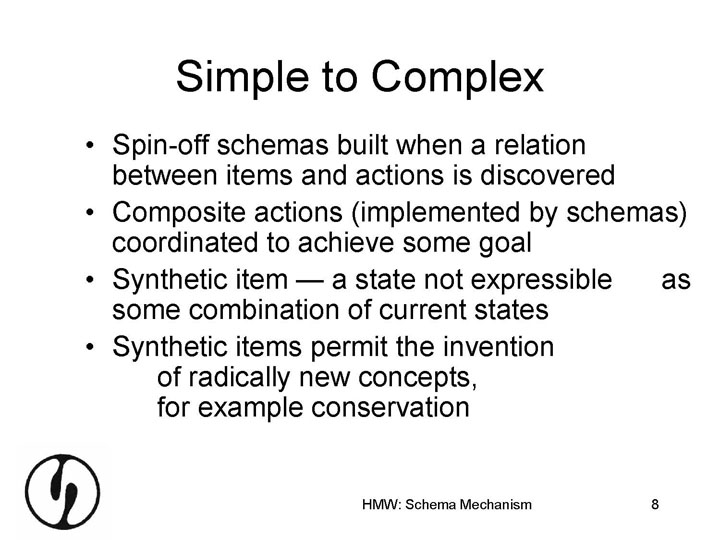 Simple to Complex
• Spin-off schemas built when a relation
between items and actions is discovered
• Composite actions (implemented by schemas)
coordinated to achieve some goal
• Synthetic item — a state not expressible as
some combination of current states
• Synthetic items permit the invention
of radically new concepts,
for example conservation
HMW: Schema Mechanism 8